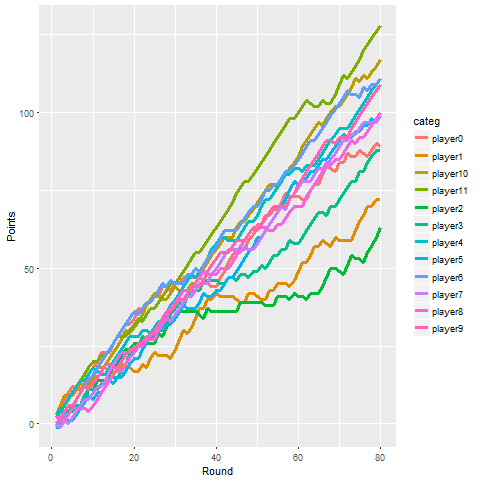 100
50
0
Points
0
20
40
60
80
Round
categ
player0
player1
player10
player11
player2
player3
player4
player5
player6
player7
player8
player9